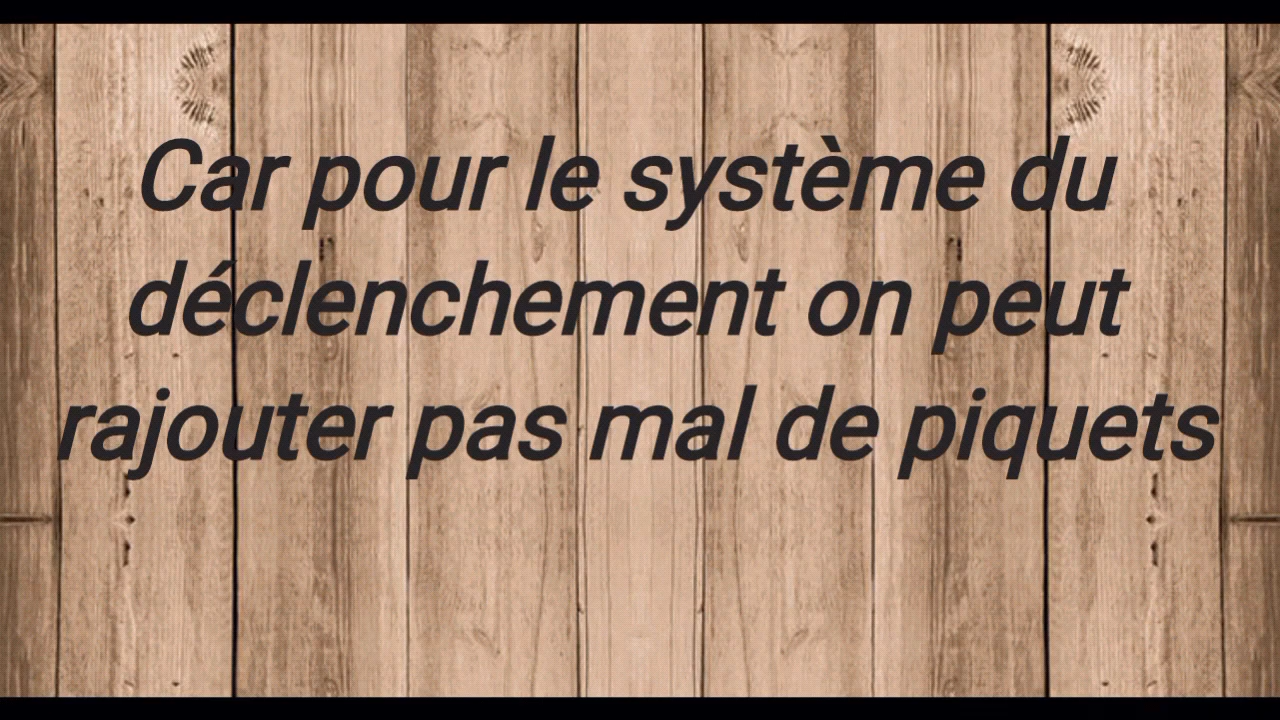 Car pour le système du
déclenchement on peut
rajouter pas mal de piquets